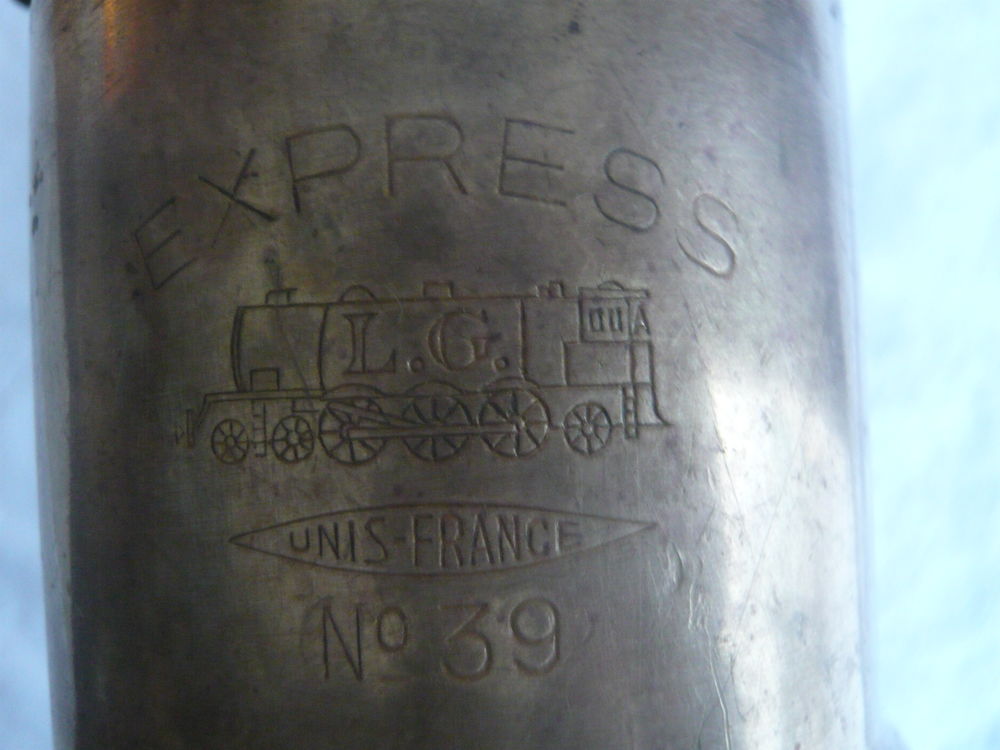 EXPRESS
L.G.
UNIS-FRANCE
Nº 39